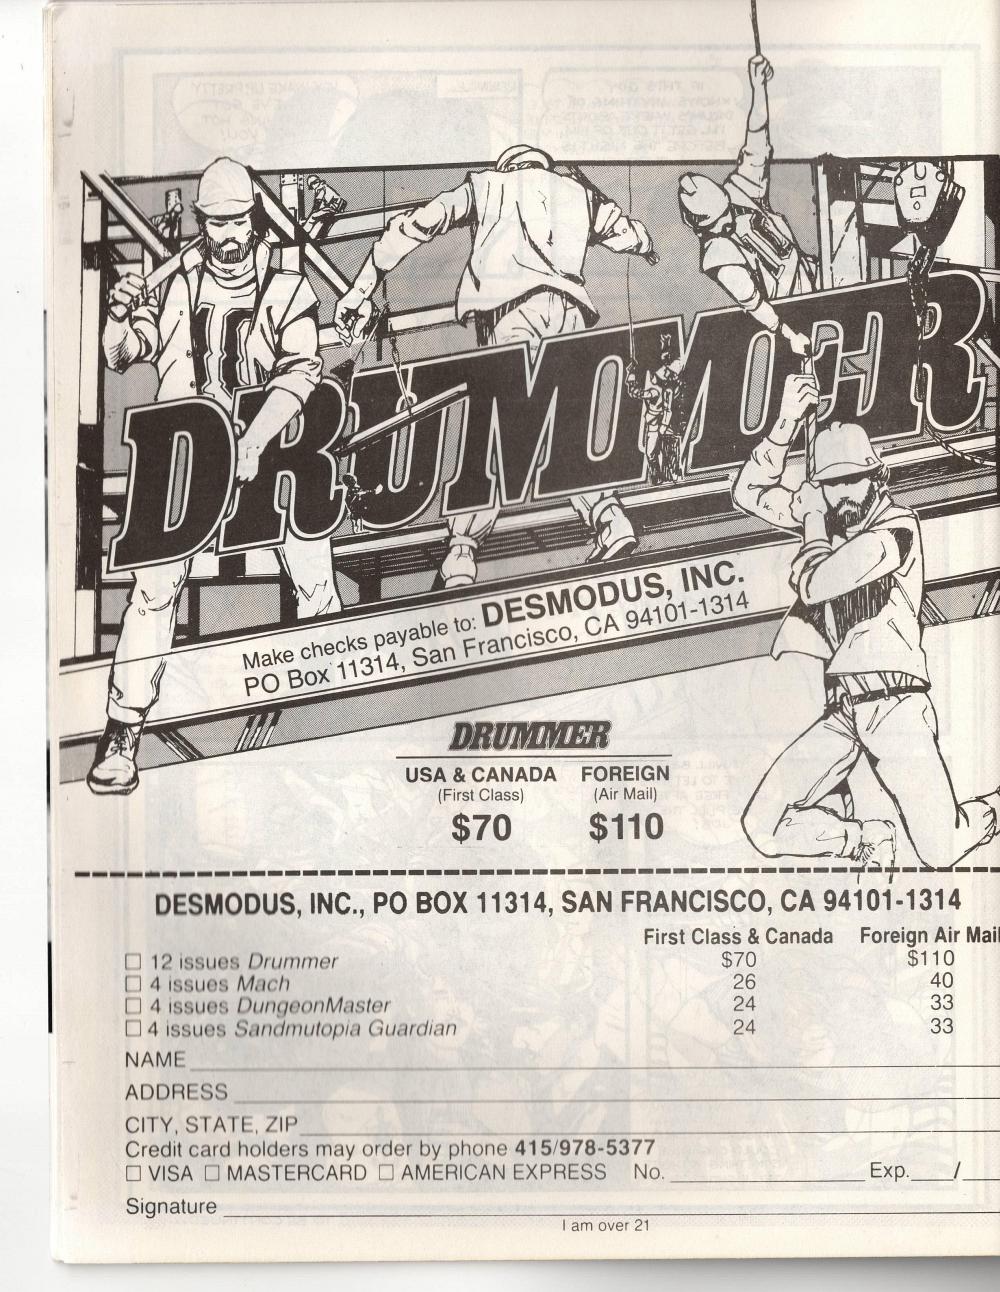 DRUMMER
Make checks payable to: DESMODUS, INC.
PO Box 11314, San Francisco, CA 94101-1314
DRUMMER
USA & CANADA FOREIGN
(First Class) (Air Mail)
$70 $110
DESMODUS, INC., PO BOX 11314, SAN FRANCISCO, CA 94101-1314
First Class & Canada Foreign Air Mail
☐ 12 issues Drummer $70 $110
☐ 4 issues Mach 26 40
☐ 4 issues DungeonMaster 24 33
☐ 4 issues Sandmutopia Guardian 24 33
NAME
ADDRESS
CITY, STATE, ZIP
Credit card holders may order by phone 415/978-5377
☐ VISA ☐ MASTERCARD ☐ AMERICAN EXPRESS No. Exp. /
Signature
I am over 21